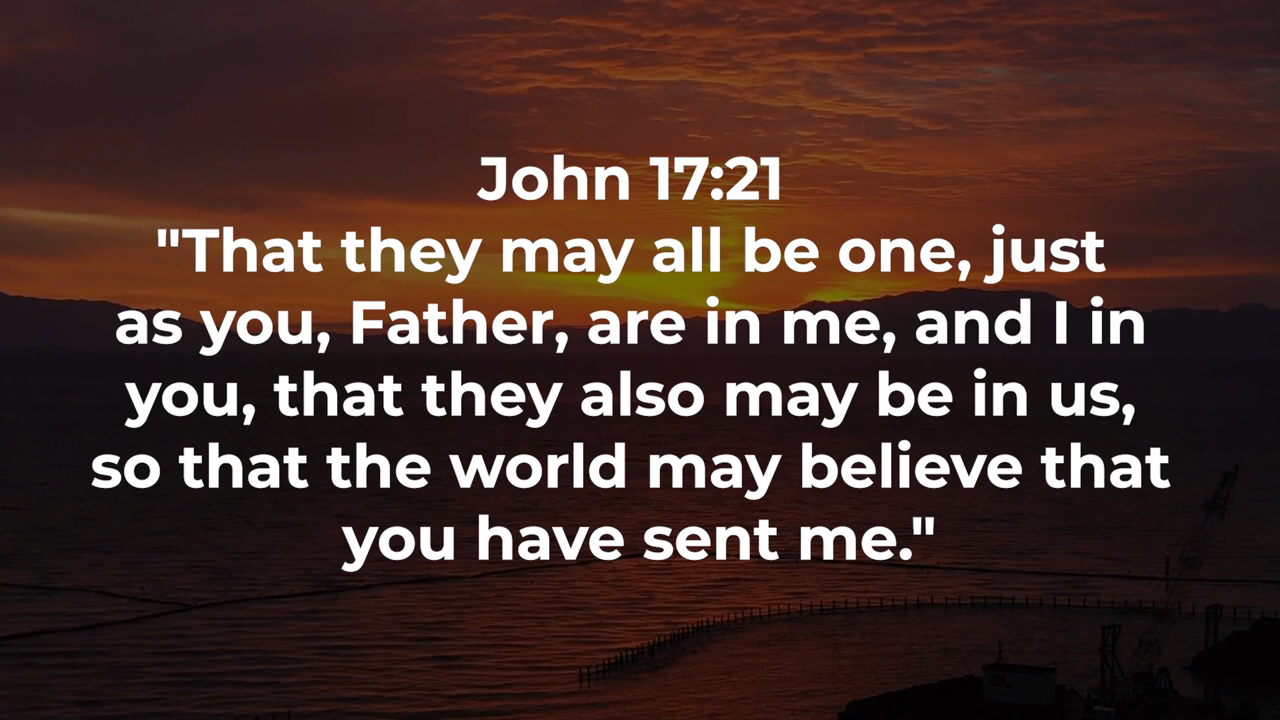 John 17:21
"That they may all be one, just
as you, Father, are in me, and I in
you, that they also may be in us,
so that the world may believe that
you have sent me."